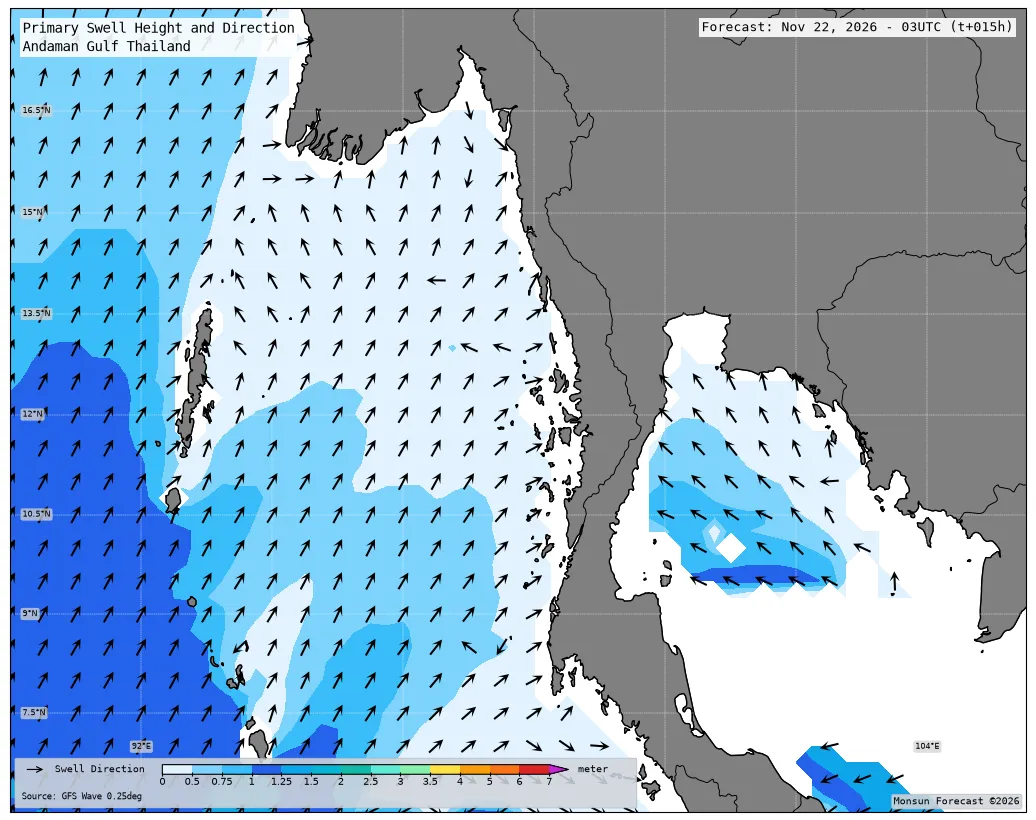 Primary Swell Height and Direction
Andaman Gulf Thailand
Forecast: Nov 22, 2026 - 03UTC (t+015h)
16.5°N
15°N
13.5°N
12°N
10.5°N
9°N
7.5°N
92°E
104°E
Swell Direction
0 0.5 0.75 1 1.25 1.5 2 2.5 3 3.5 4 5 6 7
meter
Source: GFS Wave 0.25deg
Monsun Forecast ©2026